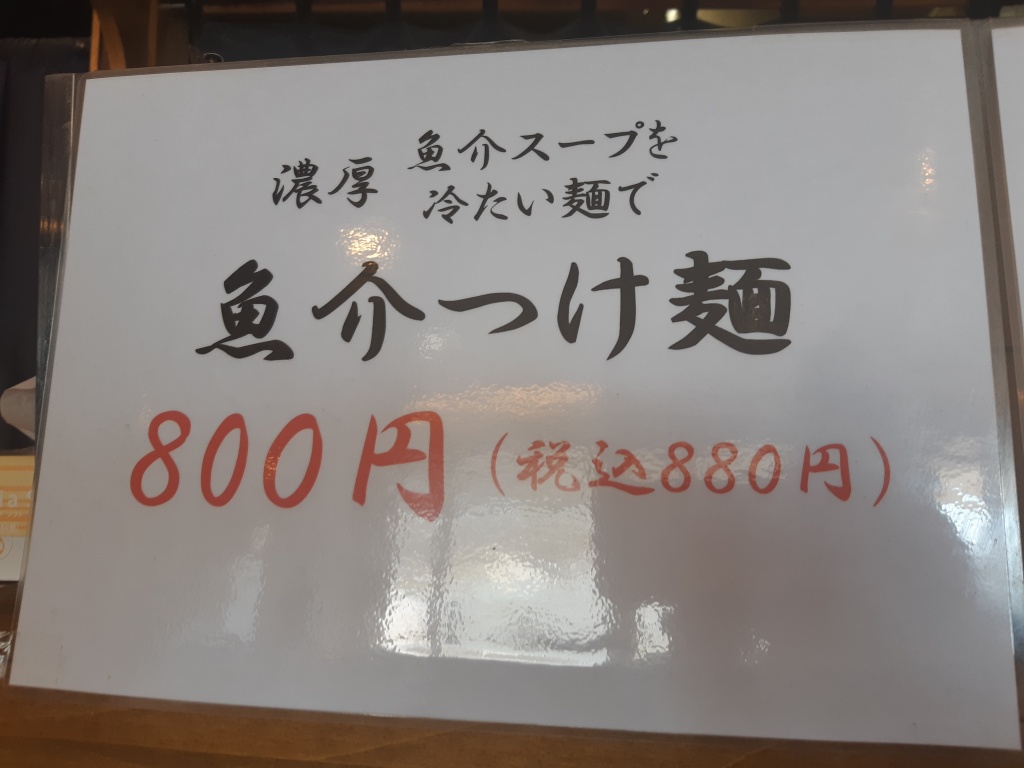 濃厚 魚介スープを
冷たい麺で
魚介つけ麺
800円（税込880円）